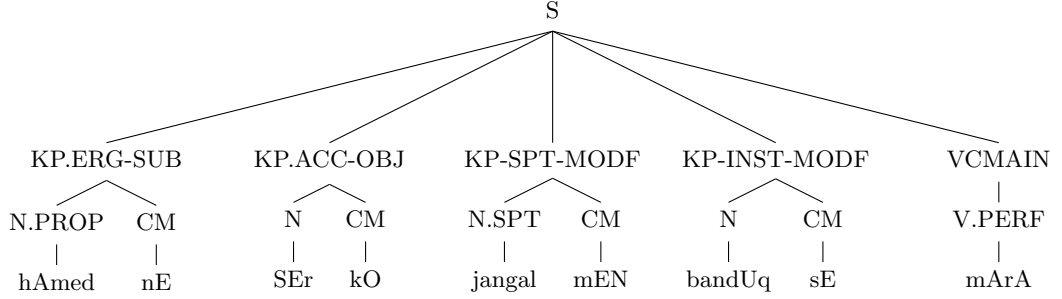 S
KP.ERG-SUB KP.ACC-OBJ KP-SPT-MODF KP-INST-MODF VCMAIN
N.PROP CM N CM N.SPT CM N CM V.PERF
hAmed nE SEr kO jangal mEN bandUq sE mArA